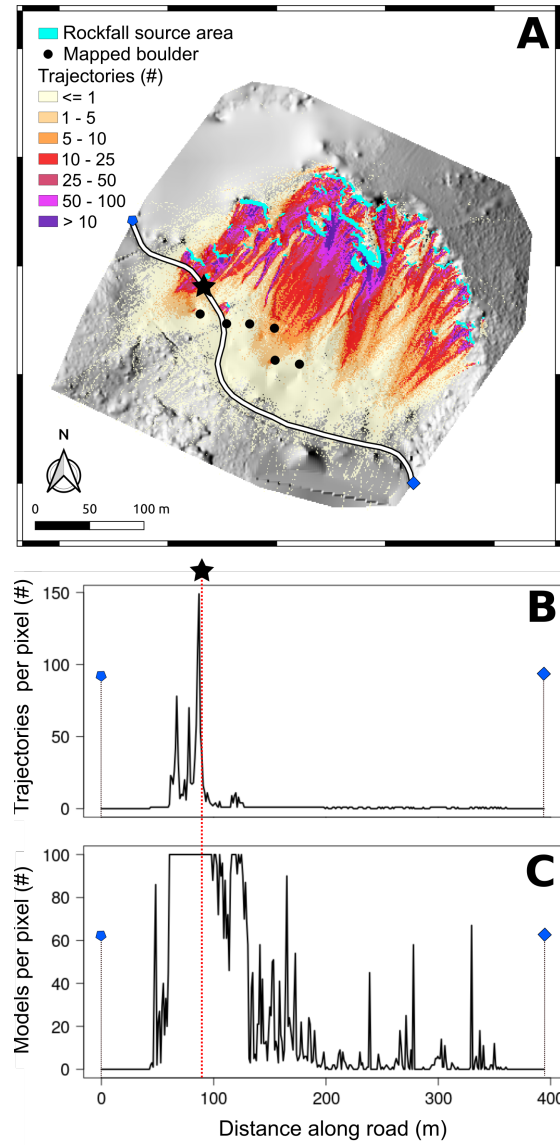 A
Rockfall source area
Mapped boulder
Trajectories (#)
<= 1
1 - 5
5 - 10
10 - 25
25 - 50
50 - 100
> 10
N
0 50 100 m
B
Trajectories per pixel (#)
150
100
50
0
C
Models per pixel (#)
100
80
60
40
20
0
0 100 200 300 400
Distance along road (m)